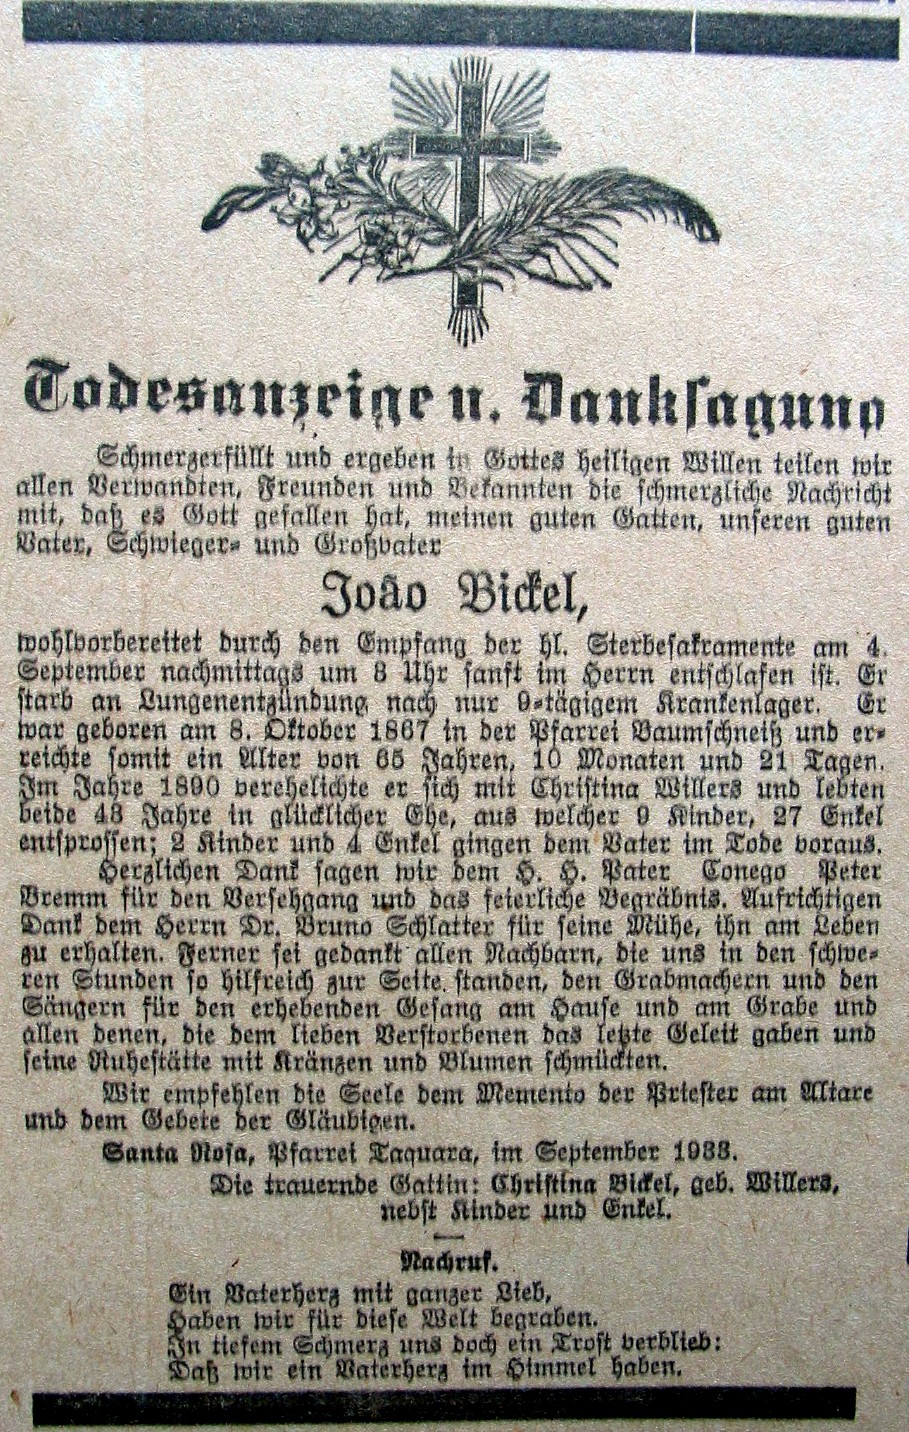 Todesanzeige u. Danksagung
Schmerzerfüllt und ergeben in Gottes heiligen Willen teilen wir
allen Verwandten, Freunden und Bekannten die schmerzliche Nachricht
mit, daß es Gott gefallen hat, meinen guten Gatten, unseren guten
Vater, Schwieger- und Großvater
João Bickel,
wohlvorbereitet durch den Empfang der hl. Sterbesakramente am 4.
September nachmittags um 8 Uhr sanft im Herrn entschlafen ist. Er
starb an Lungenentzündung nach nur 9-tägigem Krankenlager. Er
war geboren am 8. Oktober 1867 in der Pfarrei Baumschneiß und er-
reichte somit ein Alter von 65 Jahren, 10 Monaten und 21 Tagen.
Im Jahre 1890 verehelichte er sich mit Christina Willers und lebten
beide 43 Jahre in glücklicher Ehe, aus welcher 9 Kinder, 27 Enkel
entsprossen; 2 Kinder und 4 Enkel gingen dem Vater im Tode voraus.
Herzlichen Dank sagen wir dem H. H. Pater Conego Peter
Bremm für den Versehgang und das feierliche Begräbnis. Aufrichtigen
Dank dem Herrn Dr. Bruno Schlatter für seine Mühe, ihn am Leben
zu erhalten. Ferner sei gedankt allen Nachbarn, die uns in den schwe-
ren Stunden so hilfreich zur Seite standen, den Grabmachern und den
Sängern für den erhebenden Gesang am Hause und am Grabe und
allen denen, die dem lieben Verstorbenen das letzte Geleit gaben und
seine Ruhestätte mit Kränzen und Blumen schmückten.
Wir empfehlen die Seele dem Memento der Priester am Altare
und dem Gebete der Gläubigen.
Santa Rosa, Pfarrei Taquara, im September 1933.
Die trauernde Gattin: Christina Bickel, geb. Willers,
nebst Kinder und Enkel.
Nachruf.
Ein Vaterherz mit ganzer Lieb,
Haben wir für diese Welt begraben.
In tiefem Schmerz uns doch ein Trost verblieb:
Daß wir ein Vaterherz im Himmel haben.